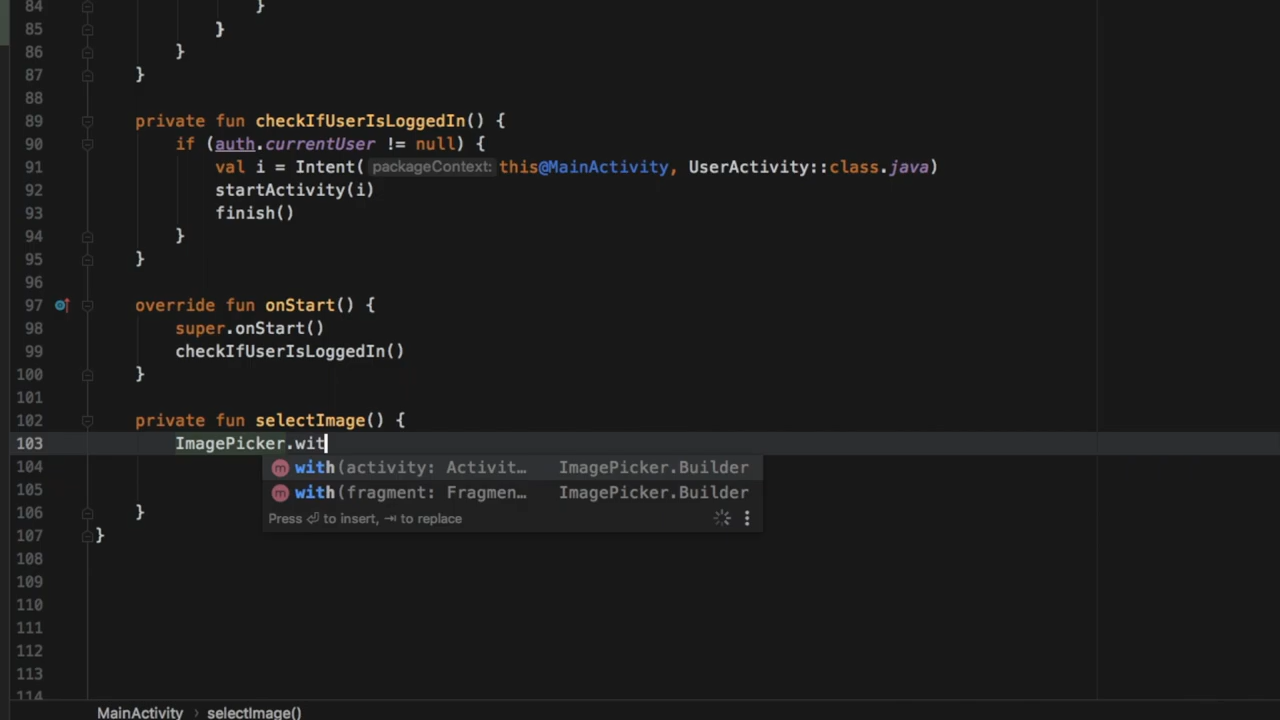 84 }
85 }
86 }
87 }
88
89 private fun checkIfUserIsLoggedIn() {
90 if (auth.currentUser != null) {
91 val i = Intent( packageContext: this@MainActivity, UserActivity::class.java)
92 startActivity(i)
93 finish()
94 }
95 }
96
97 override fun onStart() {
98 super.onStart()
99 checkIfUserIsLoggedIn()
100 }
101
102 private fun selectImage() {
103 ImagePicker.wit
104 m with(activity: Activit… ImagePicker.Builder
105 m with(fragment: Fragmen… ImagePicker.Builder
106 } Press ⏎ to insert, ⇥ to replace
107 }
108
109
110
111
112
113
114
MainActivity › selectImage()